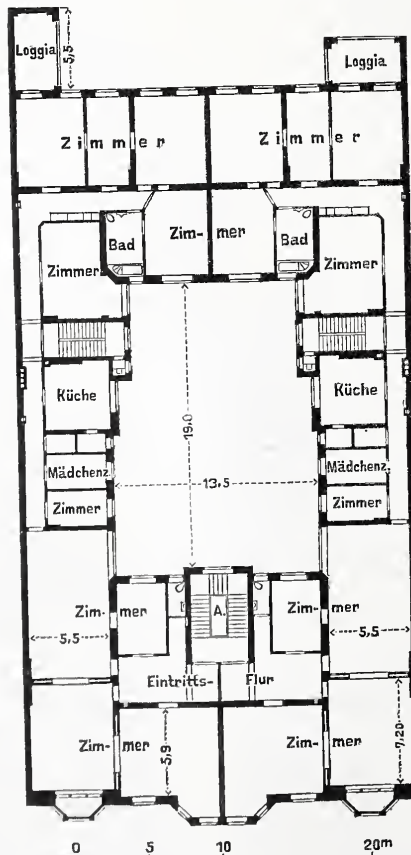 Loggia
5,5
Loggia
Zimmer
Zimmer
Bad
Zim- mer
Bad
Zimmer
Zimmer
Küche
Küche
19,0
Mädchenz.
13,5
Mädchenz.
Zimmer
Zimmer
A.
Zim- mer
Zim- mer
5,5
5,5
Eintritts- Flur
Zim- mer
5,9
Zim- mer
7,20
0 5 10 20m